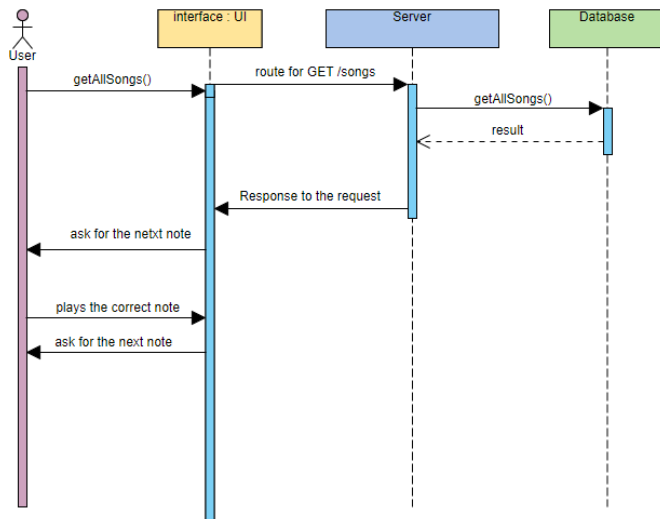 interface : UI
Server
Database
User
getAllSongs()
route for GET /songs
getAllSongs()
result
Response to the request
ask for the netxt note
plays the correct note
ask for the next note